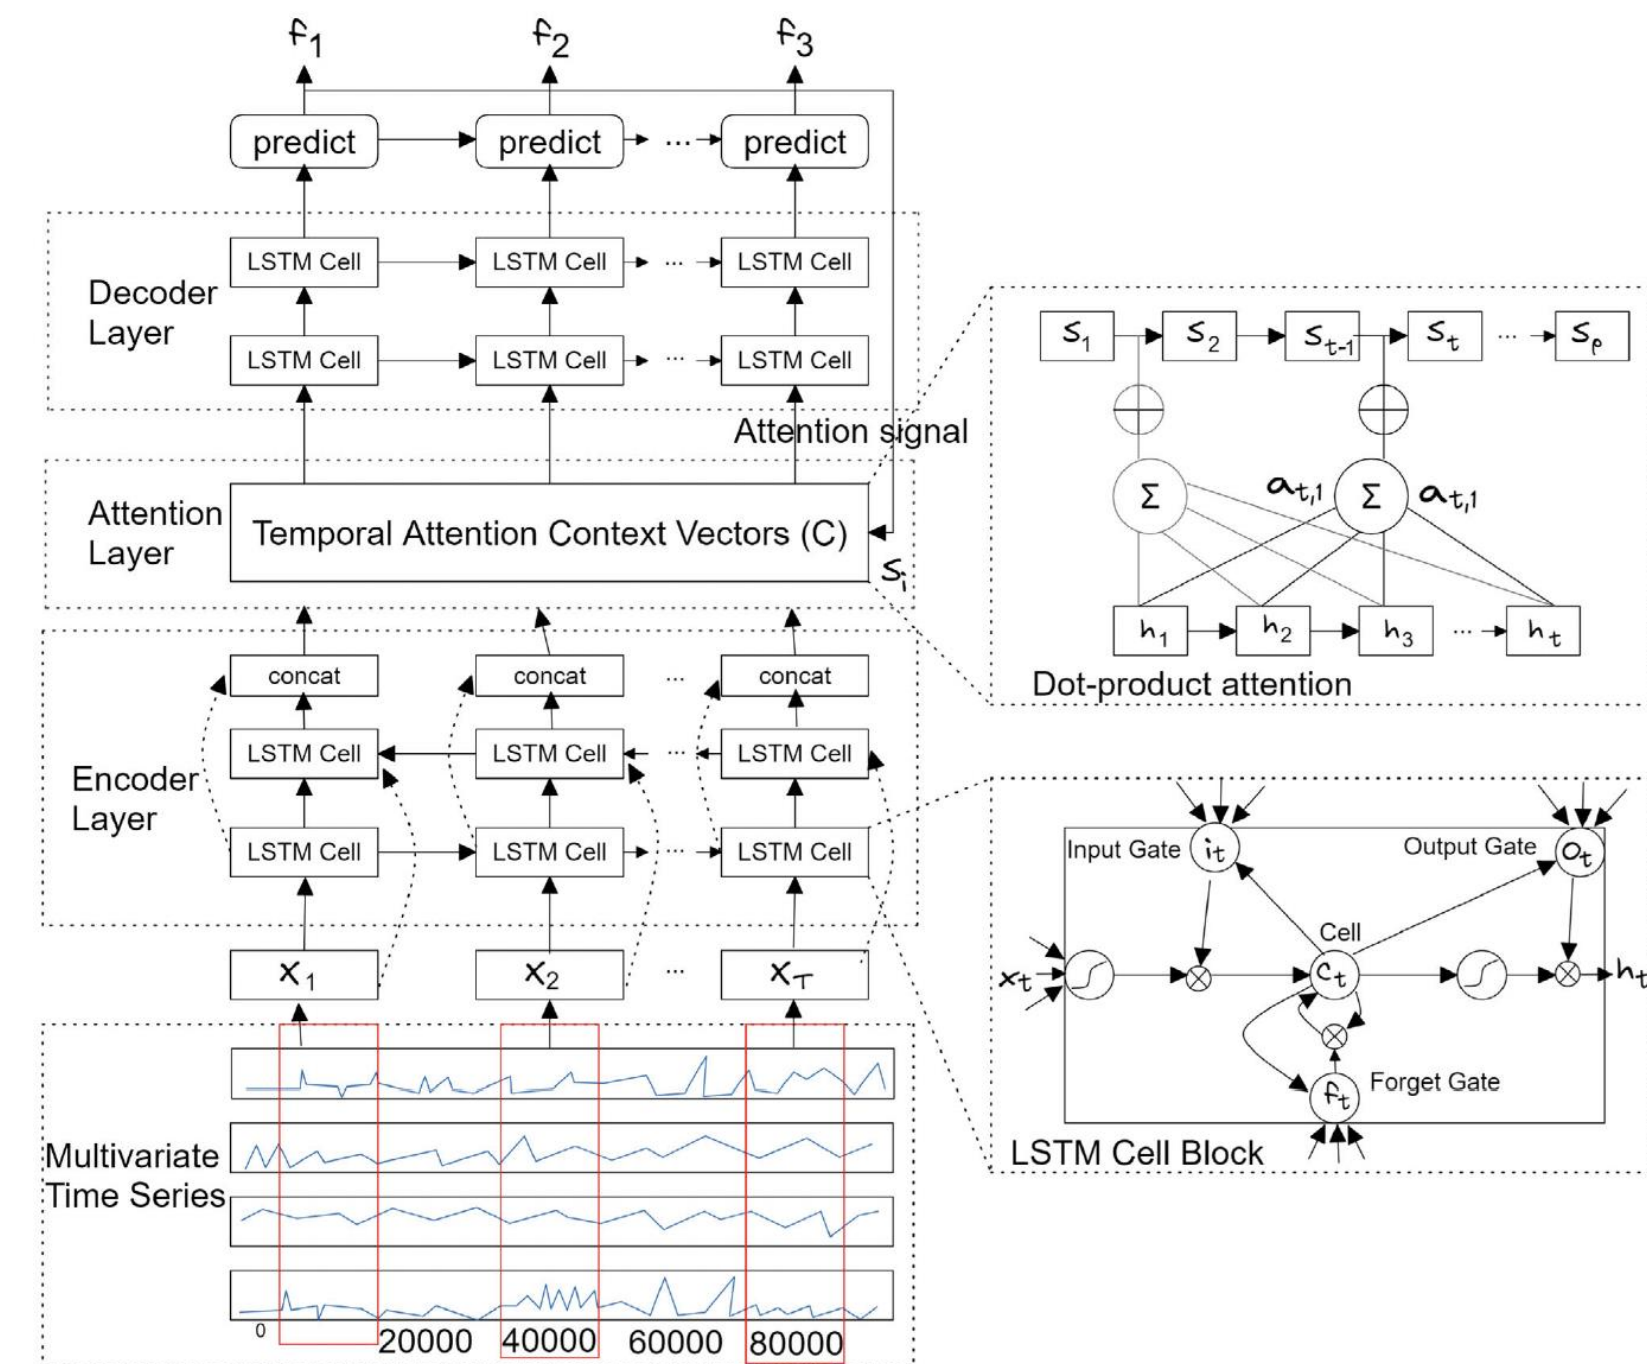 f1 f2 f3
predict predict ... predict
LSTM Cell LSTM Cell ... LSTM Cell
Decoder
Layer
LSTM Cell LSTM Cell ... LSTM Cell
Attention signal
Attention
Layer
Temporal Attention Context Vectors (C)
Si
concat concat ... concat
LSTM Cell LSTM Cell ... LSTM Cell
Encoder
Layer
LSTM Cell LSTM Cell ... LSTM Cell
x1 x2 ... xT
Multivariate
Time Series
0 20000 40000 60000 80000
S1 S2 St-1 St ... Sp
Σ at,1 Σ at,1
h1 h2 h3 ... ht
Dot-product attention
Input Gate it Output Gate ot
Cell
xt ct ht
ft Forget Gate
LSTM Cell Block